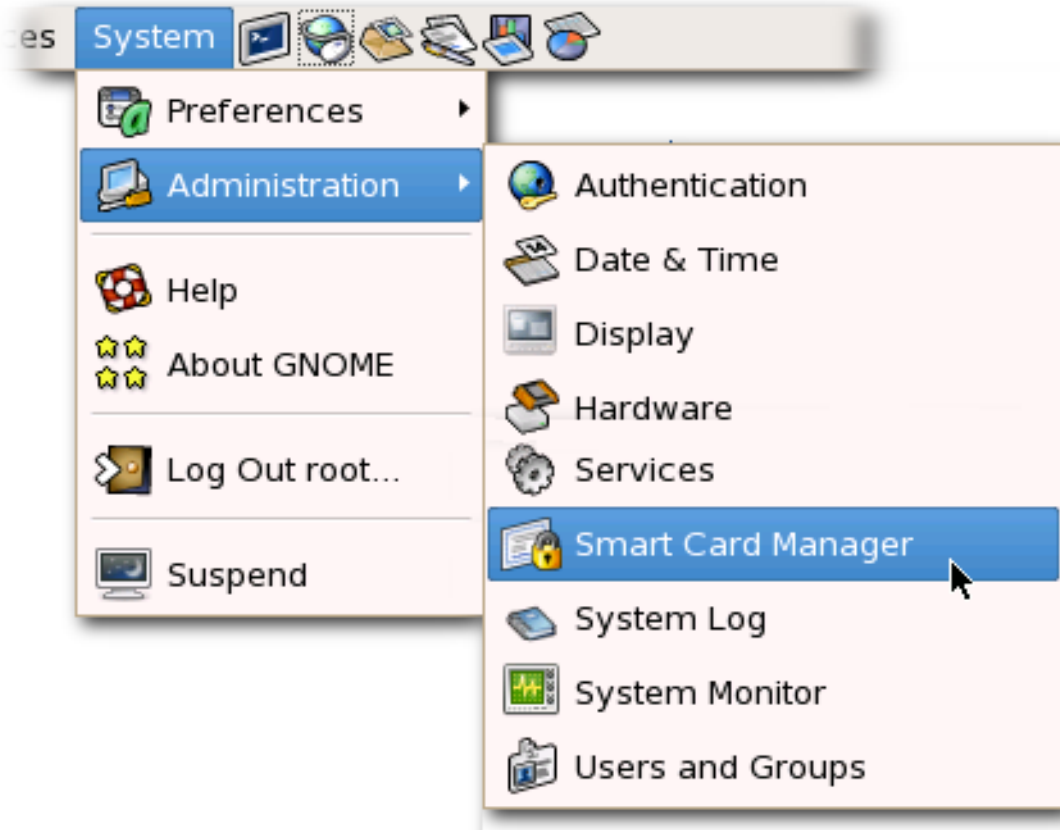 es System
Preferences
Administration
Help
About GNOME
Log Out root...
Suspend
Authentication
Date & Time
Display
Hardware
Services
Smart Card Manager
System Log
System Monitor
Users and Groups